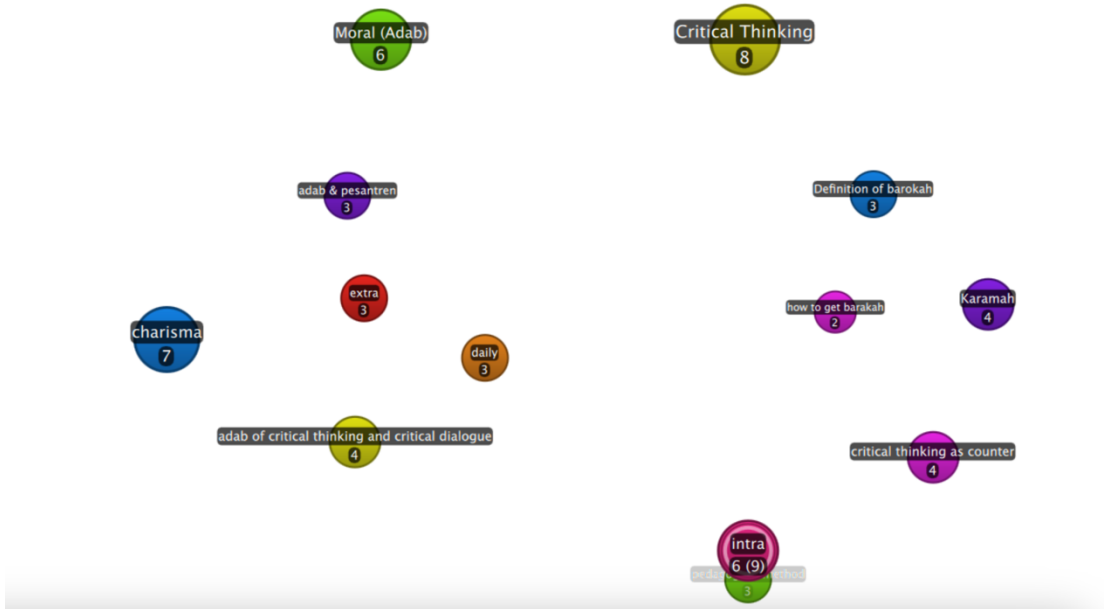 Moral (Adab)
6
Critical Thinking
8
adab & pesantren
3
Definition of barokah
3
extra
3
how to get barakah
2
Karamah
4
charisma
7
daily
3
adab of critical thinking and critical dialogue
4
critical thinking as counter
4
intra
6 (9)
3